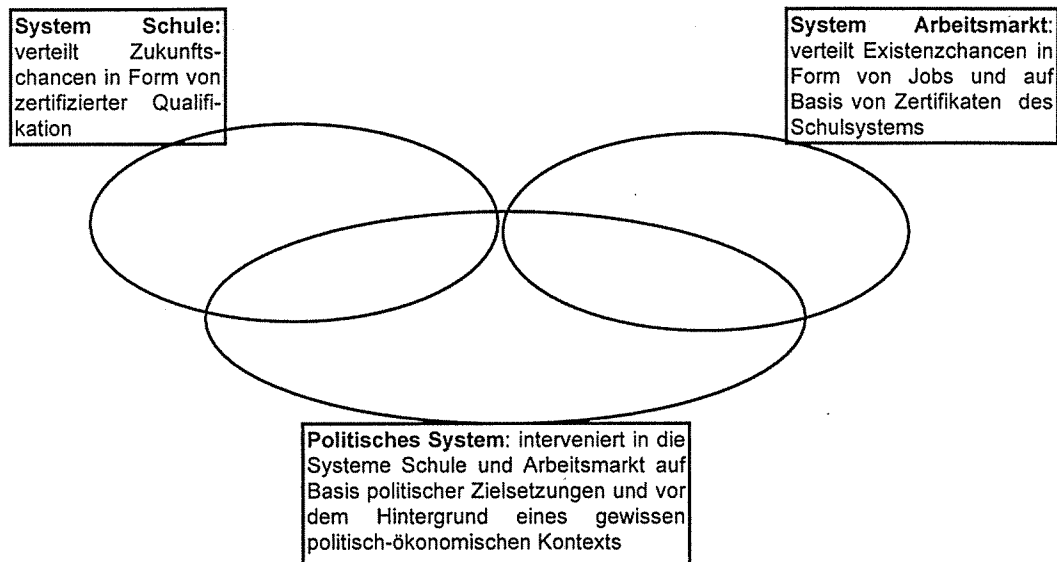 System Schule:
verteilt Zukunfts-
chancen in Form von
zertifizierter Qualifi-
kation
System Arbeitsmarkt:
verteilt Existenzchancen in
Form von Jobs und auf
Basis von Zertifikaten des
Schulsystems
Politisches System: interveniert in die
Systeme Schule und Arbeitsmarkt auf
Basis politischer Zielsetzungen und vor
dem Hintergrund eines gewissen
politisch-ökonomischen Kontexts